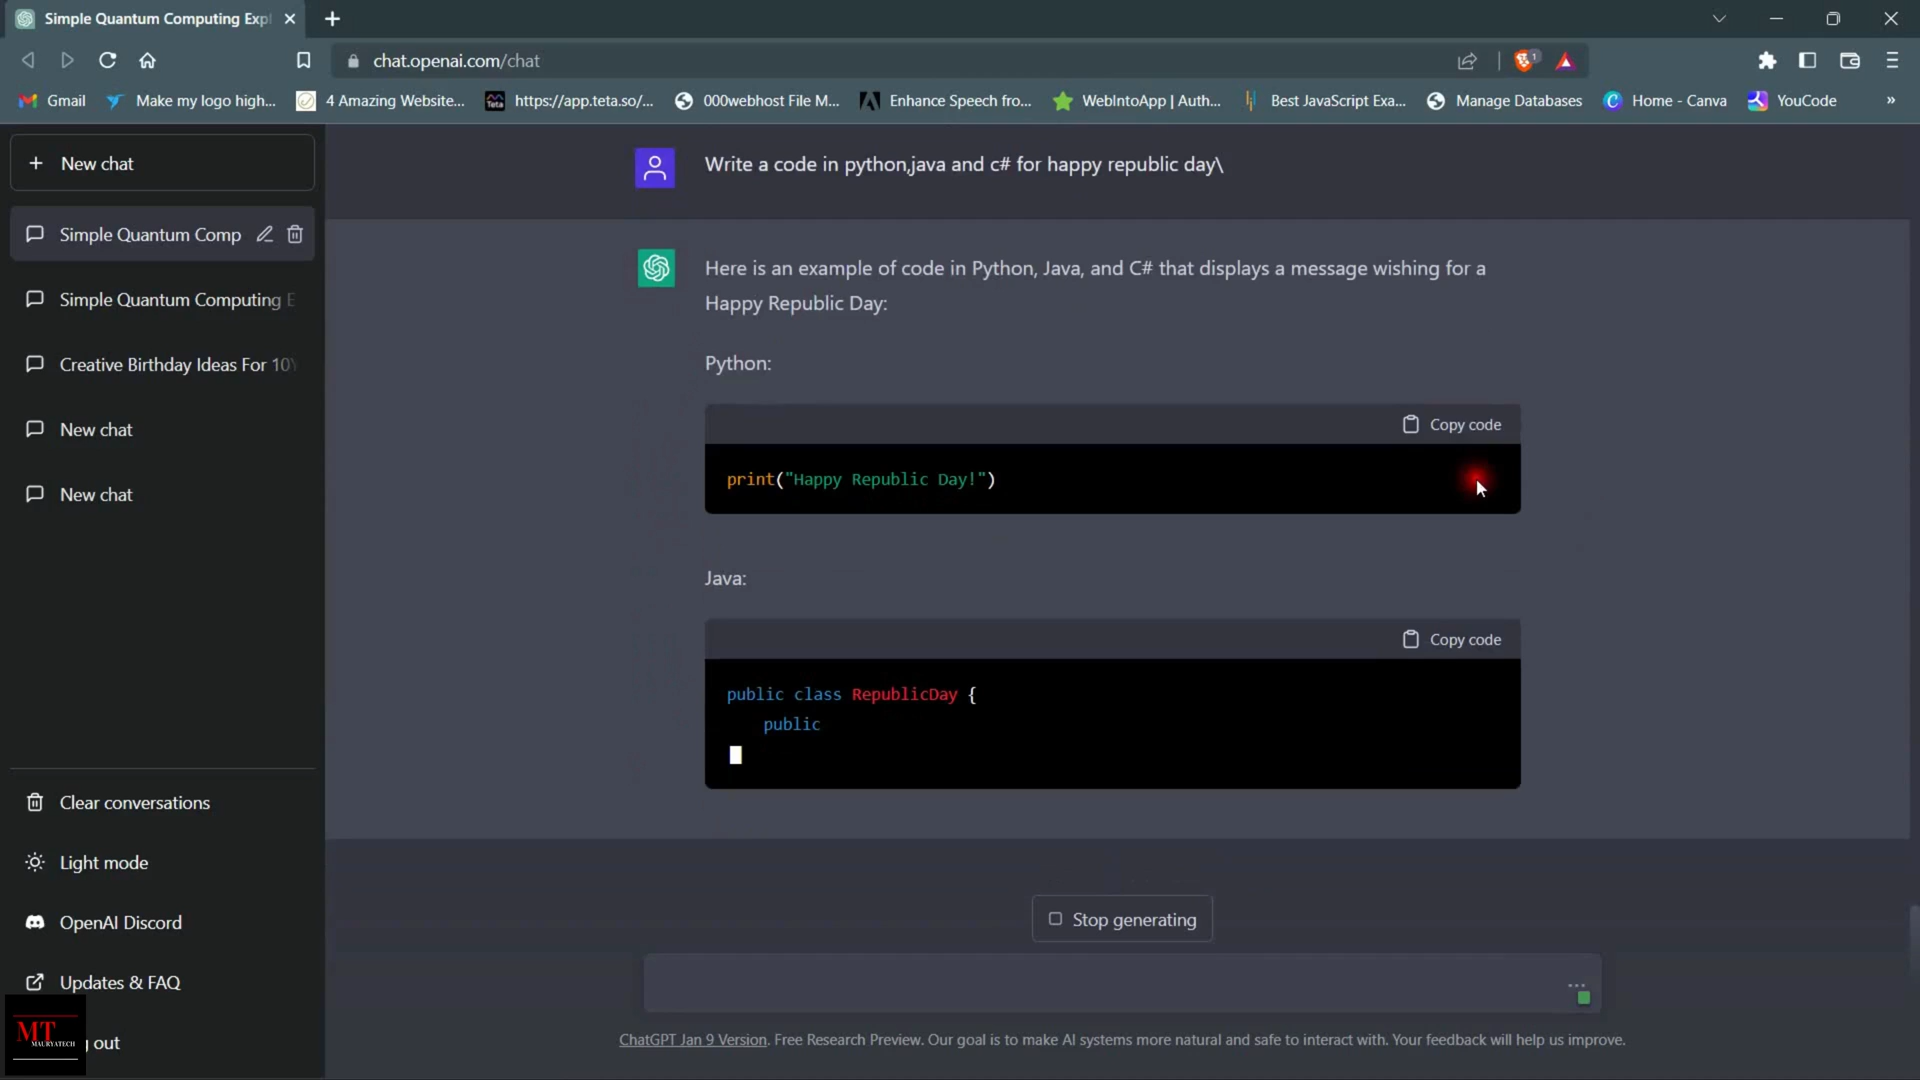 Simple Quantum Computing Exp
chat.openai.com/chat
1
Gmail
Make my logo high...
4 Amazing Website...
Teta
https://app.teta.so/...
000webhost File M...
Enhance Speech fro...
WebIntoApp | Auth...
Best JavaScript Exa...
Manage Databases
Home - Canva
YouCode
»
+ New chat
Simple Quantum Comp
Simple Quantum Computing E
Creative Birthday Ideas For 10Y
New chat
New chat
Clear conversations
Light mode
OpenAI Discord
Updates & FAQ
g out
MT
MAURYATECH
Write a code in python,java and c# for happy republic day\
Here is an example of code in Python, Java, and C# that displays a message wishing for a
Happy Republic Day:
Python:
Copy code
print("Happy Republic Day!")
Java:
Copy code
public class RepublicDay {
public
Stop generating
ChatGPT Jan 9 Version. Free Research Preview. Our goal is to make AI systems more natural and safe to interact with. Your feedback will help us improve.